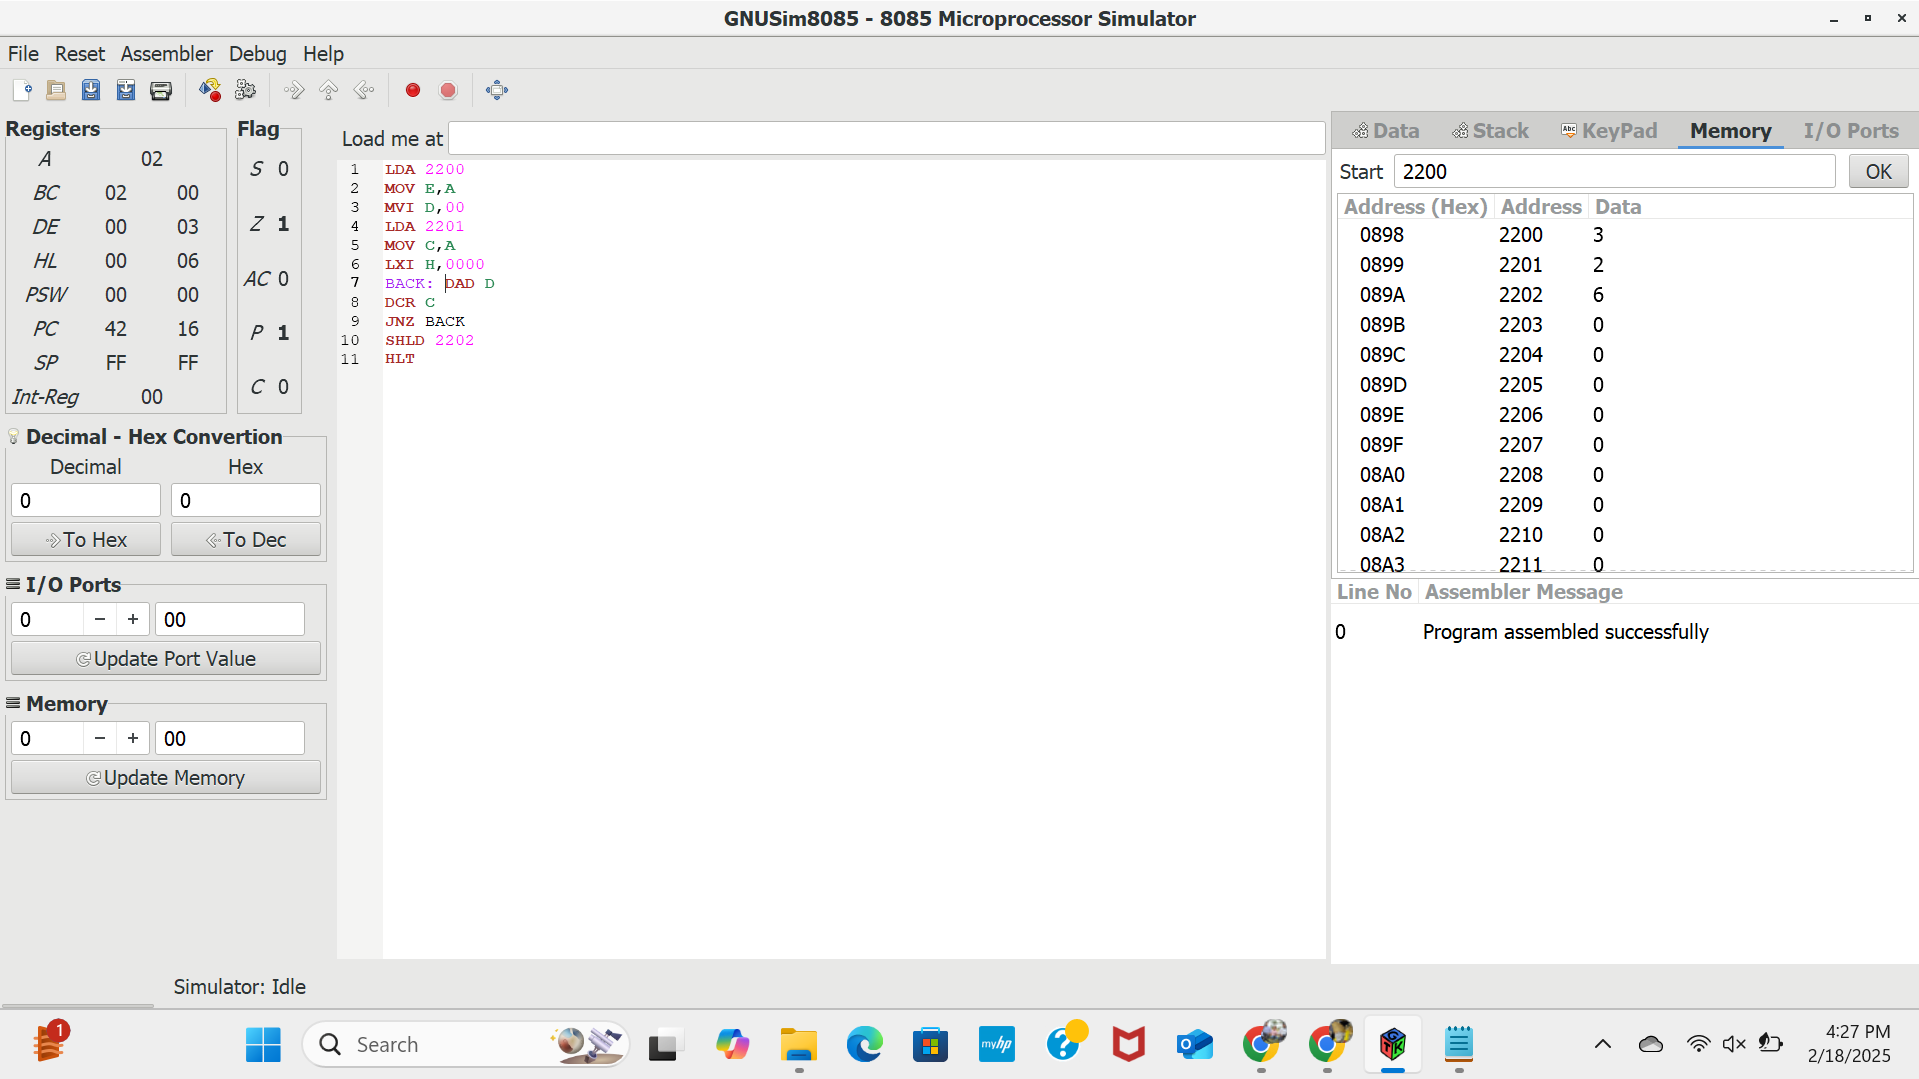 GNUSim8085 - 8085 Microprocessor Simulator
File Reset Assembler Debug Help
Registers
A 02
BC 02 00
DE 00 03
HL 00 06
PSW 00 00
PC 42 16
SP FF FF
Int-Reg 00
Flag
S 0
Z 1
AC 0
P 1
C 0
Decimal - Hex Convertion
Decimal Hex
0 0
To Hex To Dec
I/O Ports
0 − + 00
Update Port Value
Memory
0 − + 00
Update Memory
Load me at
1 LDA 2200
2 MOV E,A
3 MVI D,00
4 LDA 2201
5 MOV C,A
6 LXI H,0000
7 BACK: DAD D
8 DCR C
9 JNZ BACK
10 SHLD 2202
11 HLT
Data Stack Abc KeyPad Memory I/O Ports
Start 2200 OK
Address (Hex) Address Data
0898 2200 3
0899 2201 2
089A 2202 6
089B 2203 0
089C 2204 0
089D 2205 0
089E 2206 0
089F 2207 0
08A0 2208 0
08A1 2209 0
08A2 2210 0
08A3 2211 0
Line No Assembler Message
0 Program assembled successfully
Simulator: Idle
1
Search
myhp
GTK
4:27 PM
2/18/2025